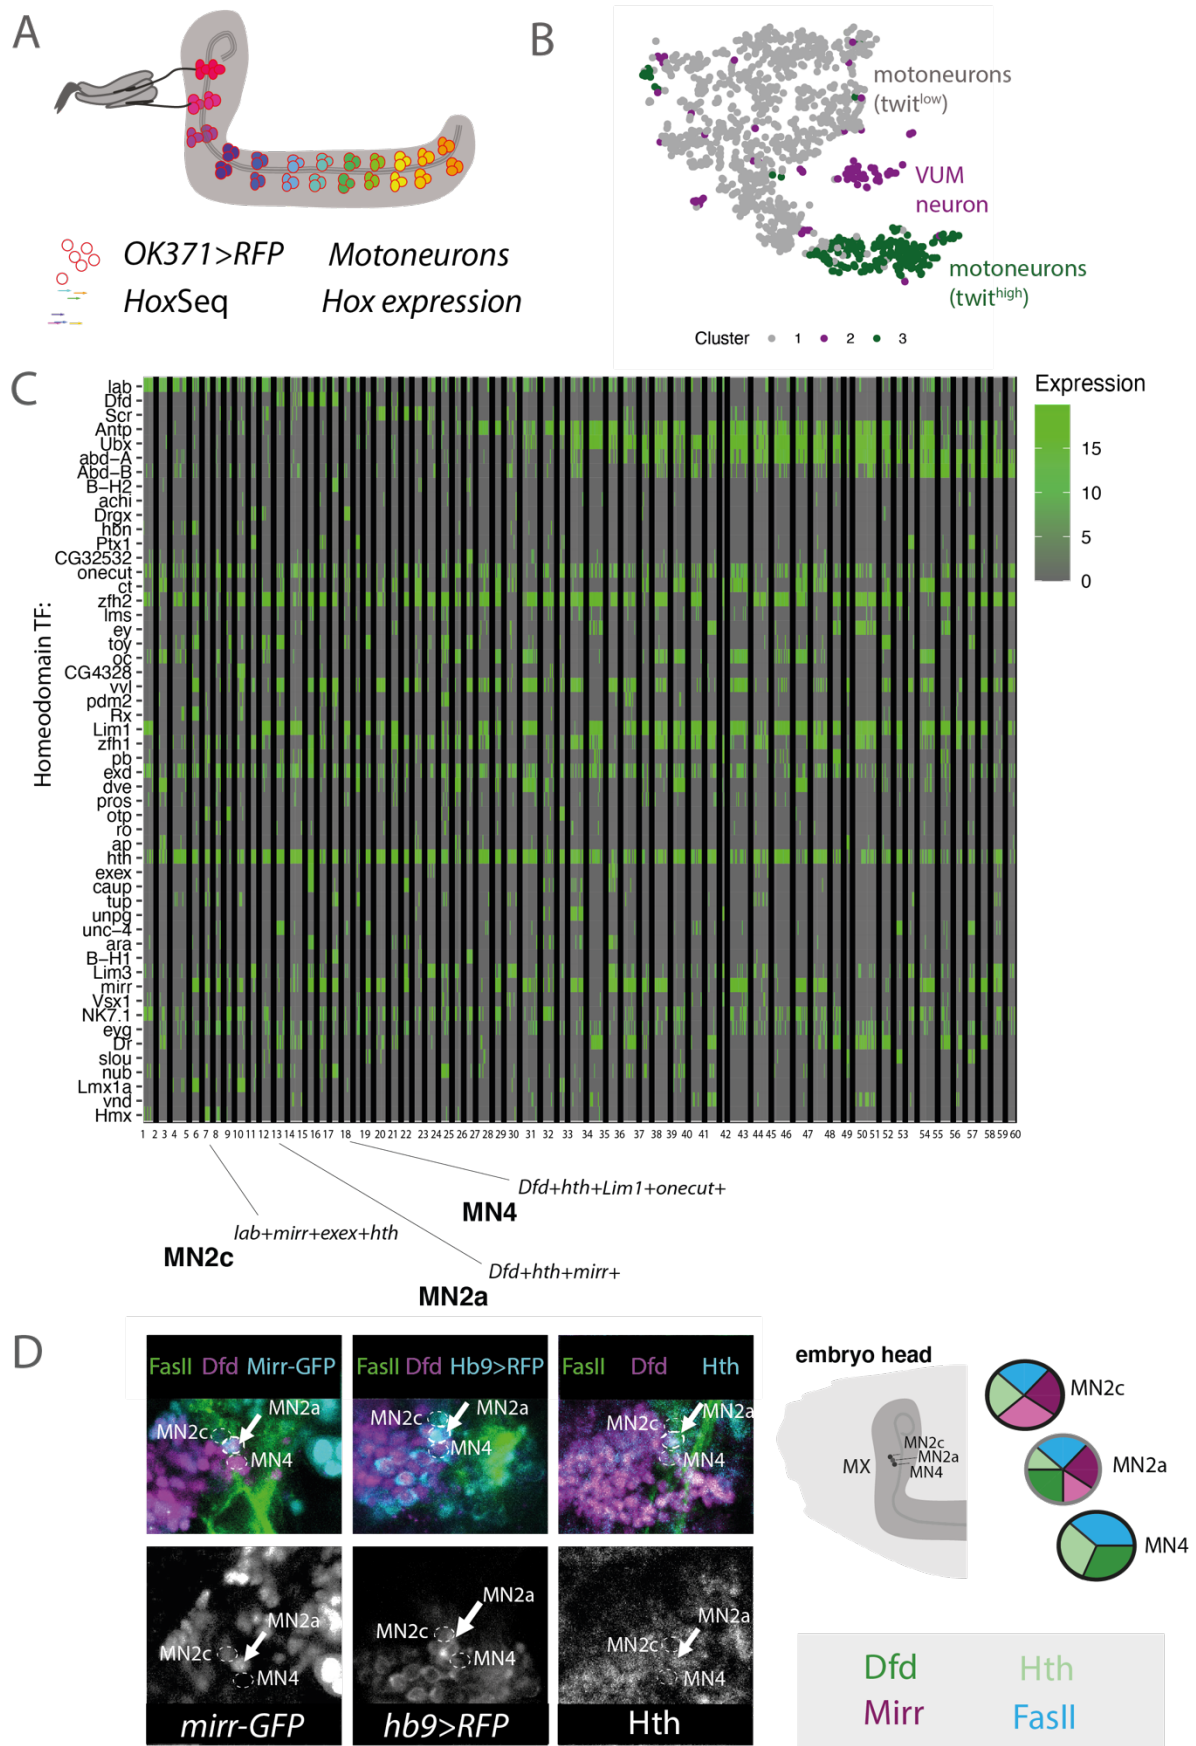 A
OK371>RFP Motoneurons
HoxSeq Hox expression
B
motoneurons
(twitlow)
VUM
neuron
motoneurons
(twithigh)
Cluster 1 2 3
C
Homeodomain TF:
lab
Dfd
Scr
Antp
Ubx
abd-A
Abd-B
B-H2
achi
Drgx
hbn
Ptx1
CG32532
onecut
ct
zfh2
lms
ey
toy
oc
CG4328
vvl
pdm2
Rx
Lim1
zfh1
pb
exd
dve
pros
otp
ro
ap
hth
exex
caup
tup
unpg
unc-4
ara
B-H1
Lim3
mirr
Vsx1
NK7.1
eyg
Dr
slou
nub
Lmx1a
vnd
Hmx
1 2 3 4 5 6 7 8 9 10 11 12 13 14 15 16 17 18 19 20 21 22 23 24 25 26 27 28 29 30 31 32 33 34 35 36 37 38 39 40 41 42 43 44 45 46 47 48 49 50 51 52 53 54 55 56 57 58 59 60
Expression
15
10
5
0
Dfd+hth+Lim1+onecut+
MN4
lab+mirr+exex+hth
MN2c
Dfd+hth+mirr+
MN2a
D
FasII Dfd Mirr-GFP
MN2a
MN2c
MN4
FasII Dfd Hb9>RFP
MN2a
MN2c
MN4
FasII Dfd Hth
MN2a
MN2c
MN4
MN2a
MN2c
MN4
mirr-GFP
MN2a
MN2c
MN4
hb9>RFP
MN2a
MN2c
MN4
Hth
embryo head
MX
MN2c
MN2a
MN4
MN2c
MN2a
MN4
Dfd Hth
Mirr FasII